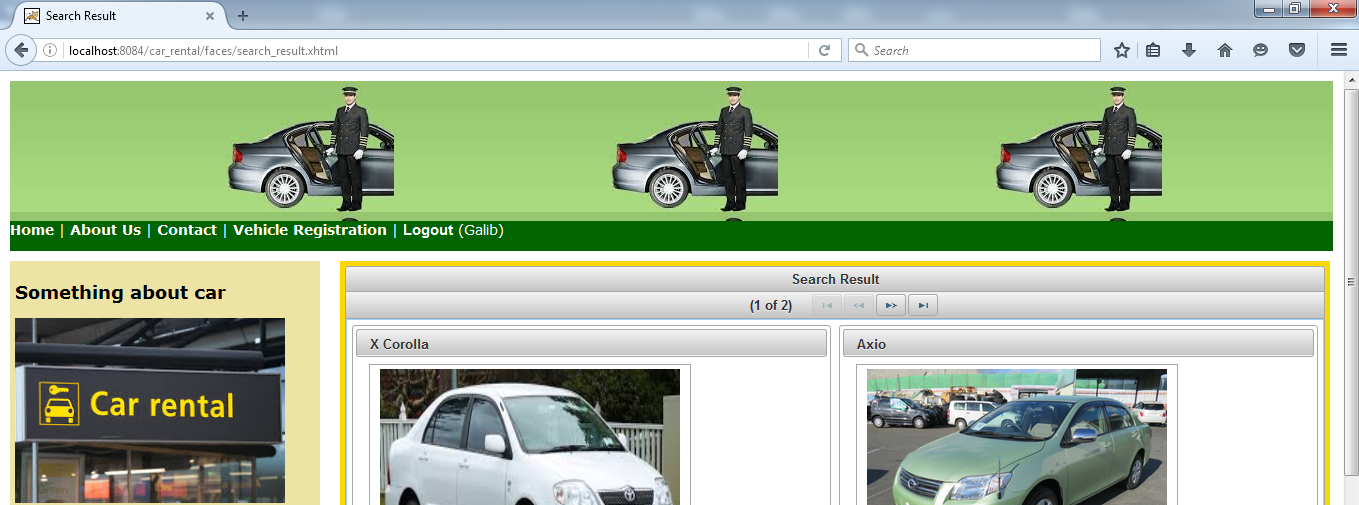 Search Result
localhost:8084/car_rental/faces/search_result.xhtml
Search
Home | About Us | Contact | Vehicle Registration | Logout (Galib)
Something about car
Car rental
Search Result
(1 of 2)
X Corolla
Axio